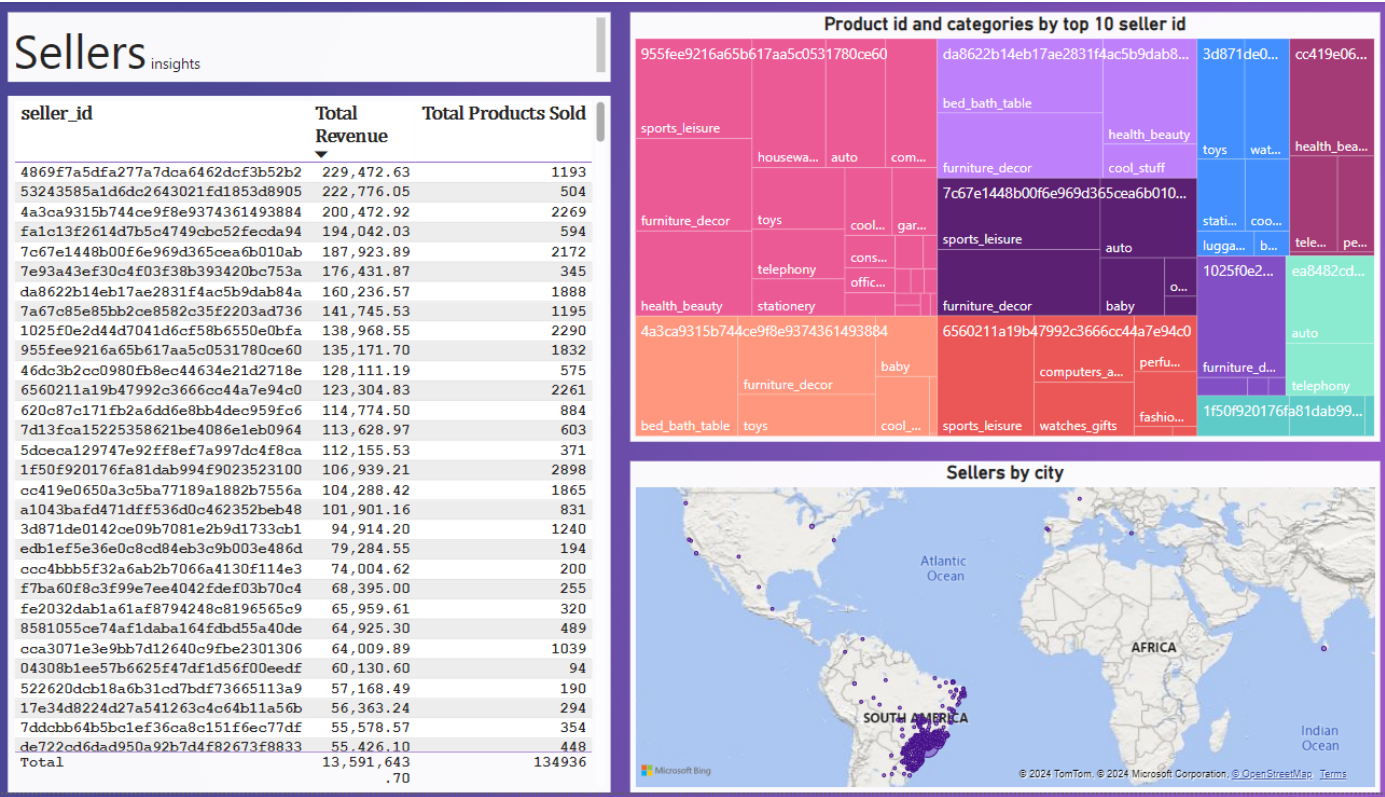 Sellers insights
seller_id Total Revenue Total Products Sold
4869f7a5dfa277a7dca6462dcf3b52b2 229,472.63 1193
53243585a1d6dc2643021fd1853d8905 222,776.05 504
4a3ca9315b744ce9f8e9374361493884 200,472.92 2269
fa1c13f2614d7b5c4749cbc52fecda94 194,042.03 594
7c67e1448b00f6e969d365cea6b010ab 187,923.89 2172
7e93a43ef30c4f03f38b393420bc753a 176,431.87 345
da8622b14eb17ae2831f4ac5b9dab84a 160,236.57 1888
7a67c85e85bb2ce8582c35f2203ad736 141,745.53 1195
1025f0e2d44d7041d6cf58b6550e0bfa 138,968.55 2290
955fee9216a65b617aa5c0531780ce60 135,171.70 1832
46dc3b2cc0980fb8ec44634e21d2718e 128,111.19 575
6560211a19b47992c3666cc44a7e94c0 123,304.83 2261
620c87c171fb2a6dd6e8bb4dec959fc6 114,774.50 884
7d13fca15225358621be4086e1eb0964 113,628.97 603
5dceca129747e92ff8ef7a997dc4f8ca 112,155.53 371
1f50f920176fa81dab994f9023523100 106,939.21 2898
cc419e0650a3c5ba77189a1882b7556a 104,288.42 1865
a1043bafd471dff536d0c462352beb48 101,901.16 831
3d871de0142ce09b7081e2b9d1733cb1 94,914.20 1240
edb1ef5e36e0c8cd84eb3c9b003e486d 79,284.55 194
ccc4bbb5f32a6ab2b7066a4130f114e3 74,004.62 200
f7ba60f8c3f99e7ee4042fdef03b70c4 68,395.00 255
fe2032dab1a61af8794248c8196565c9 65,959.61 320
8581055ce74af1daba164fdbd55a40de 64,925.30 489
cca3071e3e9bb7d12640c9fbe2301306 64,009.89 1039
04308b1ee57b6625f47df1d56f00eedf 60,130.60 94
522620dcb18a6b31cd7bdf73665113a9 57,168.49 190
17e34d8224d27a541263c4c64b11a56b 56,363.24 294
7ddcbb64b5bc1ef36ca8c151f6ec77df 55,578.57 354
de722cd6dad950a92b7d4f82673f8833 55,426.10 448
Total 13,591,643.70 134936
Product id and categories by top 10 seller id
955fee9216a65b617aa5c0531780ce60
sports_leisure
housewa...
auto
com...
furniture_decor
toys
cool...
gar...
telephony
cons...
offic...
health_beauty
stationery
da8622b14eb17ae2831f4ac5b9dab8...
bed_bath_table
health_beauty
furniture_decor
cool_stuff
7c67e1448b00f6e969d365cea6b010...
sports_leisure
auto
furniture_decor
baby
o...
4a3ca9315b744ce9f8e9374361493884
baby
furniture_decor
bed_bath_table
toys
cool_...
6560211a19b47992c3666cc44a7e94c0
computers_a...
perfu...
sports_leisure
watches_gifts
fashio...
3d871de0...
toys
wat...
stati...
coo...
lugga...
b...
cc419e06...
health_bea...
tele...
pe...
1025f0e2...
furniture_d...
ea8482cd...
auto
telephony
1f50f920176fa81dab99...
Sellers by city
Atlantic
Ocean
AFRICA
SOUTH AMERICA
Indian
Ocean
Microsoft Bing
© 2024 TomTom, © 2024 Microsoft Corporation, © OpenStreetMap Terms